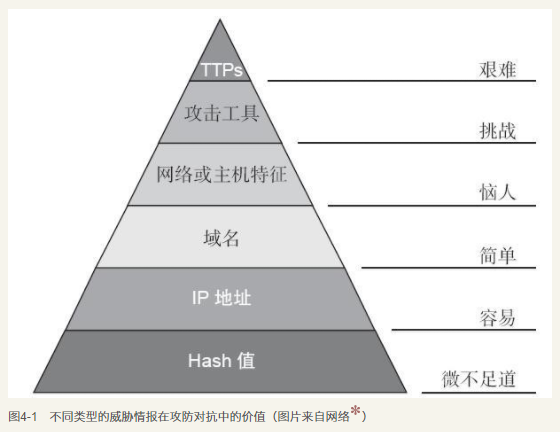 TTPs 艰难
攻击工具 挑战
网络或主机特征 恼人
域名 简单
IP 地址 容易
Hash 值 微不足道
图4-1 不同类型的威胁情报在攻防对抗中的价值（图片来自网络*）